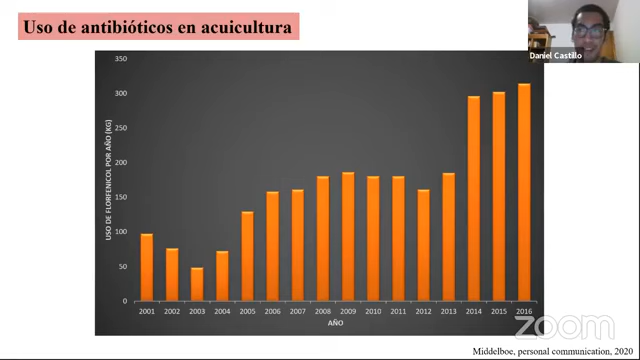 Uso de antibióticos en acuicultura
Daniel Castillo
USO DE FLORFENICOL POR AÑO (KG)
350
300
250
200
150
100
50
0
2001 2002 2003 2004 2005 2006 2007 2008 2009 2010 2011 2012 2013 2014 2015 2016
AÑO
zoom
Middelboe, personal communication, 2020